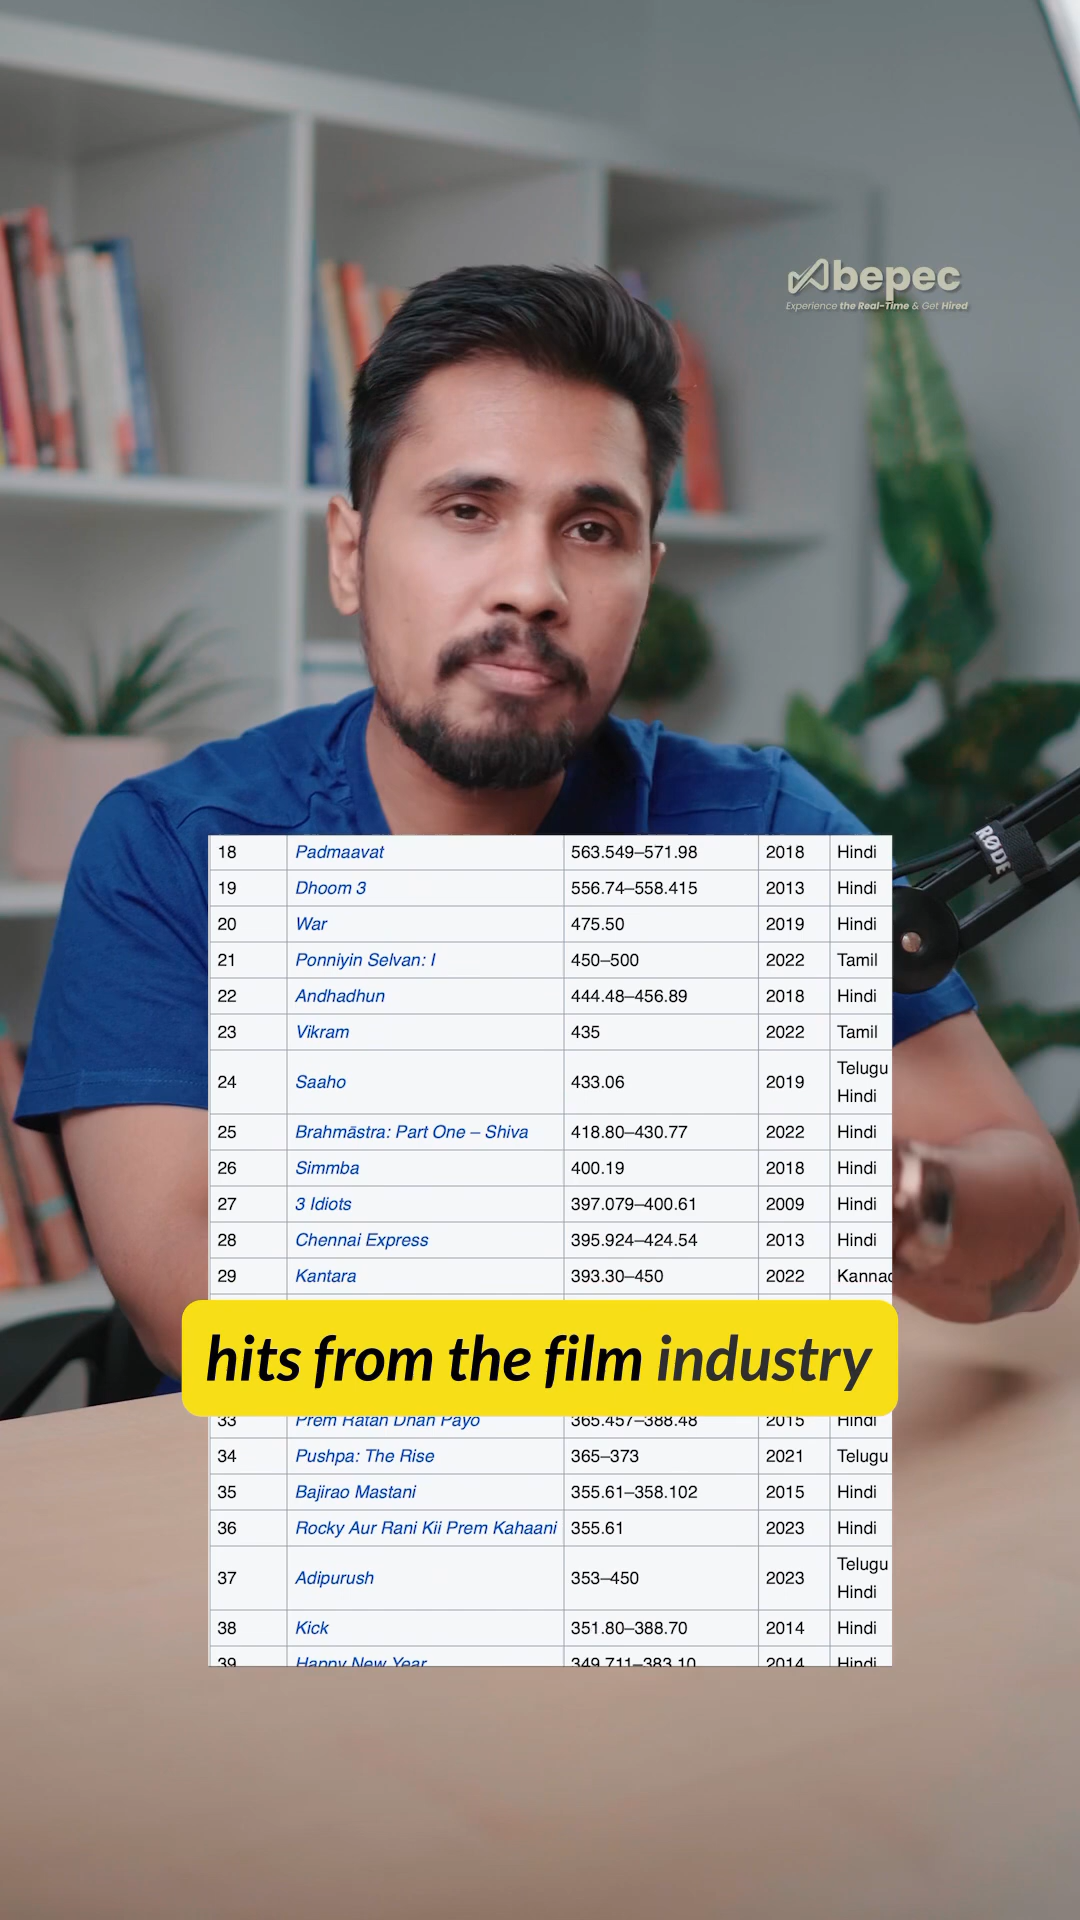 bepec
Experience the Real-Time & Get Hired
RØDE
18 Padmaavat 563.549–571.98 2018 Hindi
19 Dhoom 3 556.74–558.415 2013 Hindi
20 War 475.50 2019 Hindi
21 Ponniyin Selvan: I 450–500 2022 Tamil
22 Andhadhun 444.48–456.89 2018 Hindi
23 Vikram 435 2022 Tamil
24 Saaho 433.06 2019 Telugu
Hindi
25 Brahmāstra: Part One – Shiva 418.80–430.77 2022 Hindi
26 Simmba 400.19 2018 Hindi
27 3 Idiots 397.079–400.61 2009 Hindi
28 Chennai Express 395.924–424.54 2013 Hindi
29 Kantara 393.30–450 2022 Kannad
hits from the film industry
33 Prem Ratan Dhan Payo 365.457–388.48 2015 Hindi
34 Pushpa: The Rise 365–373 2021 Telugu
35 Bajirao Mastani 355.61–358.102 2015 Hindi
36 Rocky Aur Rani Kii Prem Kahaani 355.61 2023 Hindi
37 Adipurush 353–450 2023 Telugu
Hindi
38 Kick 351.80–388.70 2014 Hindi
39 Happy New Year 349.711–383.10 2014 Hindi